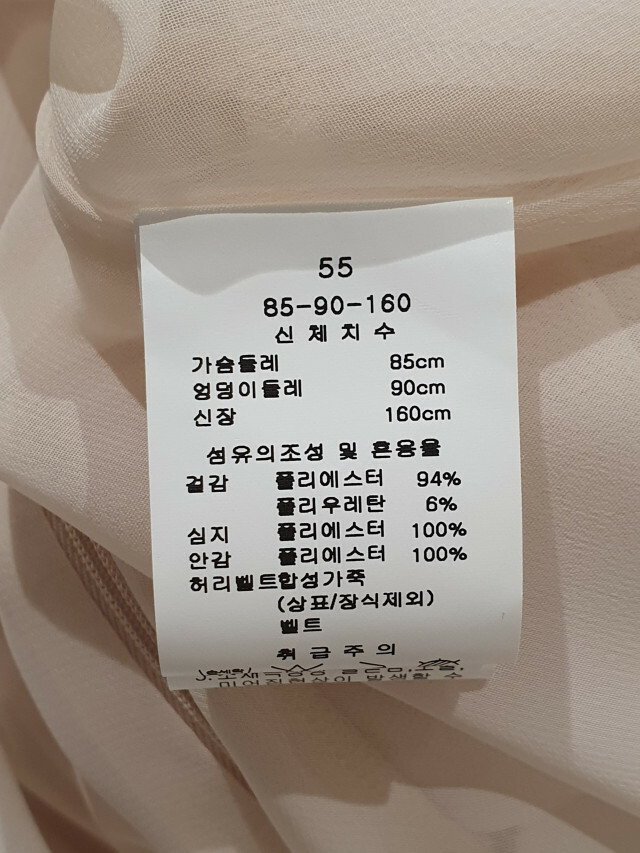 55
85-90-160
신체치수
가슴둘레 85cm
엉덩이둘레 90cm
신장 160cm
섬유의조성 및 혼용율
겉감 폴리에스터 94%
폴리우레탄 6%
심지 폴리에스터 100%
안감 폴리에스터 100%
허리벨트합성가죽
(상표/장식제외)
벨트
취급주의